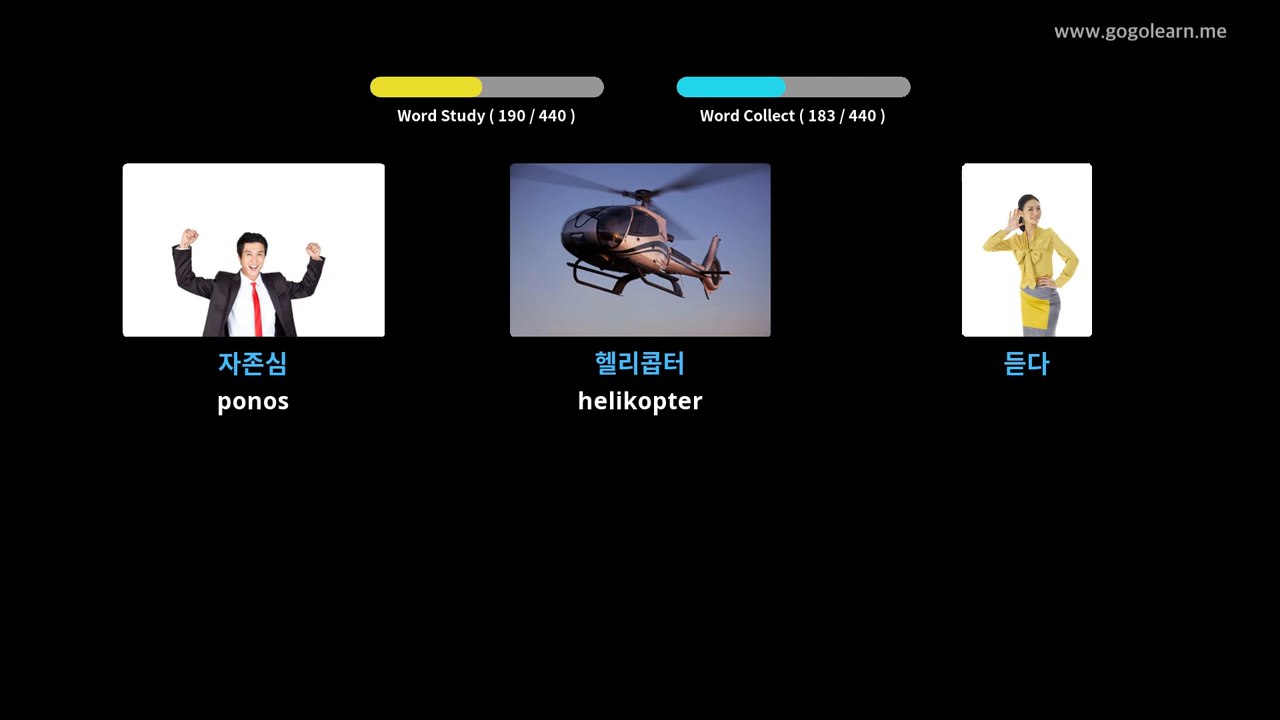 www.gogolearn.me
Word Study ( 190 / 440 )
Word Collect ( 183 / 440 )
자존심
헬리콥터
듣다
ponos
helikopter